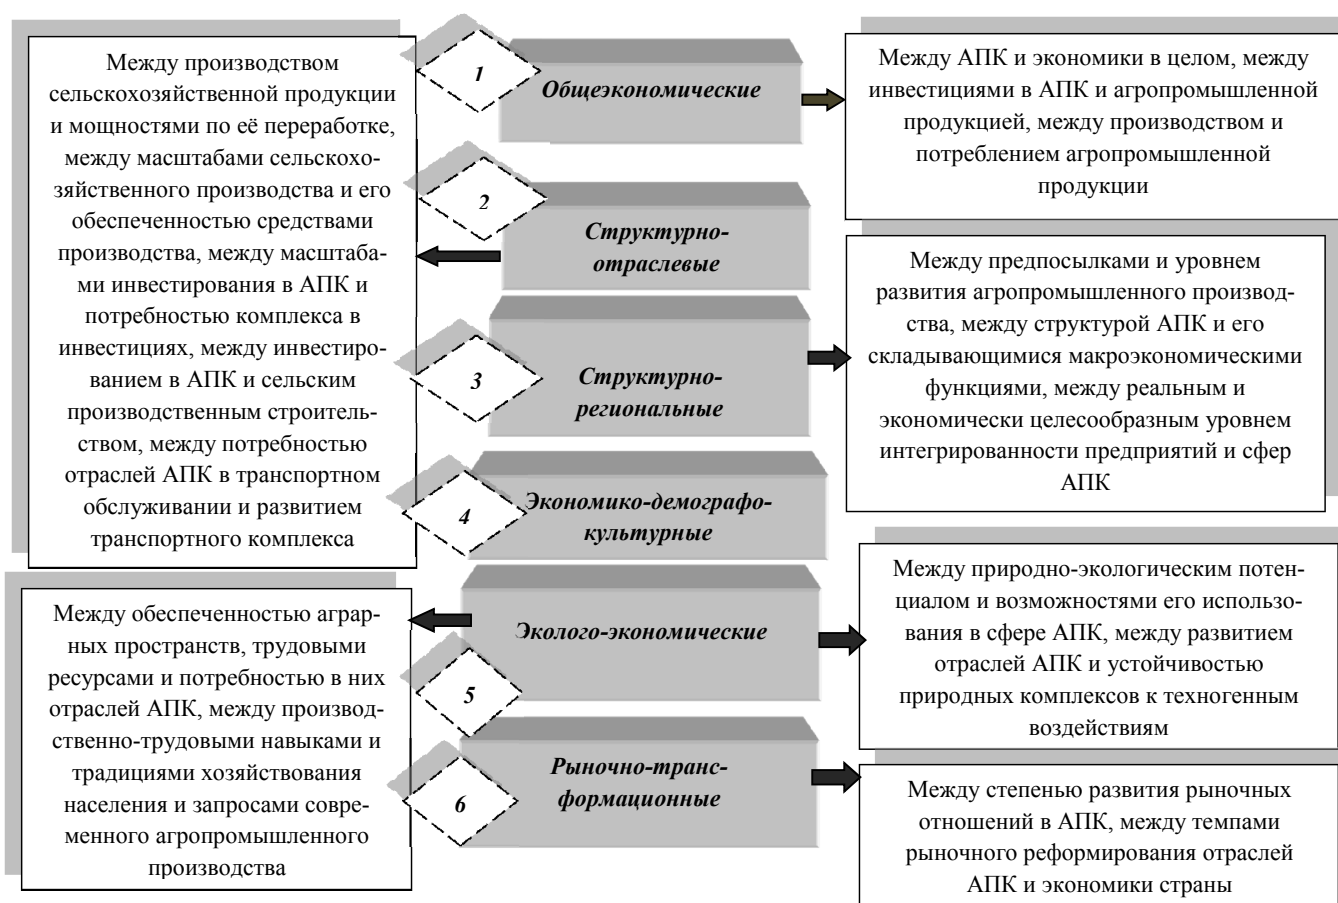 Между производством
сельскохозяйственной продукции
и мощностями по её переработке,
между масштабами сельскохо-
зяйственного производства и его
обеспеченностью средствами
производства, между масштаба-
ми инвестирования в АПК и
потребностью комплекса в
инвестициях, между инвестиро-
ванием в АПК и сельским
производственным строитель-
ством, между потребностью
отраслей АПК в транспортном
обслуживании и развитием
транспортного комплекса
Между обеспеченностью аграр-
ных пространств, трудовыми
ресурсами и потребностью в них
отраслей АПК, между производ-
ственно-трудовыми навыками и
традициями хозяйствования
населения и запросами совре-
менного агропромышленного
производства
1
Общеэкономические
2
Структурно-
отраслевые
3
Структурно-
региональные
4
Экономико-демографо-
культурные
Эколого-экономические
5
Рыночно-транс-
формационные
6
Между АПК и экономики в целом, между
инвестициями в АПК и агропромышленной
продукцией, между производством и
потреблением агропромышленной
продукции
Между предпосылками и уровнем
развития агропромышленного производ-
ства, между структурой АПК и его
складывающимися макроэкономическими
функциями, между реальным и
экономически целесообразным уровнем
интегрированности предприятий и сфер
АПК
Между природно-экологическим потен-
циалом и возможностями его использо-
вания в сфере АПК, между развитием
отраслей АПК и устойчивостью
природных комплексов к техногенным
воздействиям
Между степенью развития рыночных
отношений в АПК, между темпами
рыночного реформирования отраслей
АПК и экономики страны